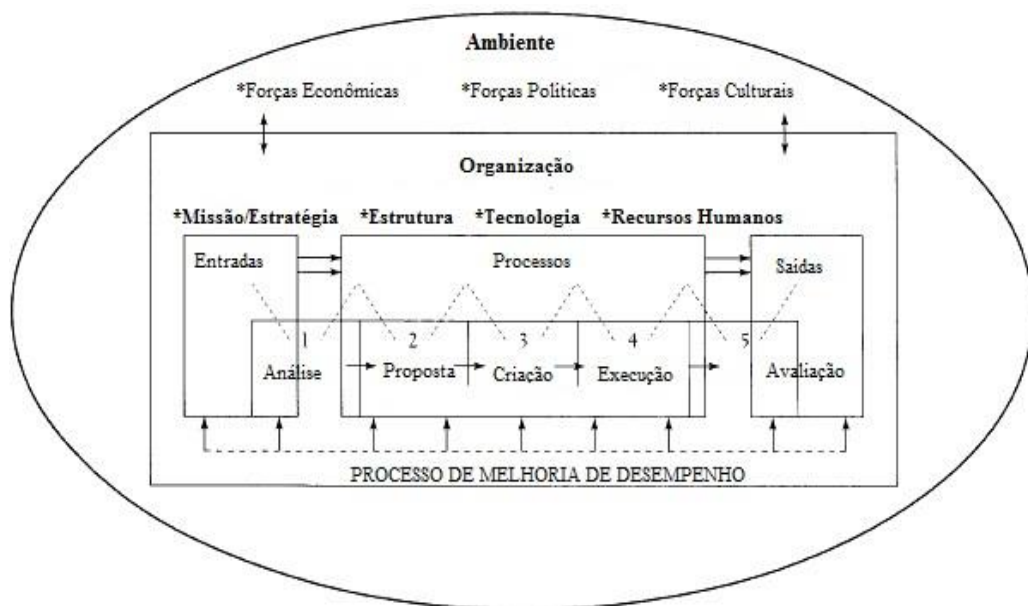 Ambiente
*Forças Econômicas *Forças Politicas *Forças Culturais
Organização
*Missão/Estratégia *Estrutura *Tecnologia *Recursos Humanos
Entradas Processos Saídas
1 2 3 4 5
Análise Proposta Criação Execução Avaliação
PROCESSO DE MELHORIA DE DESEMPENHO